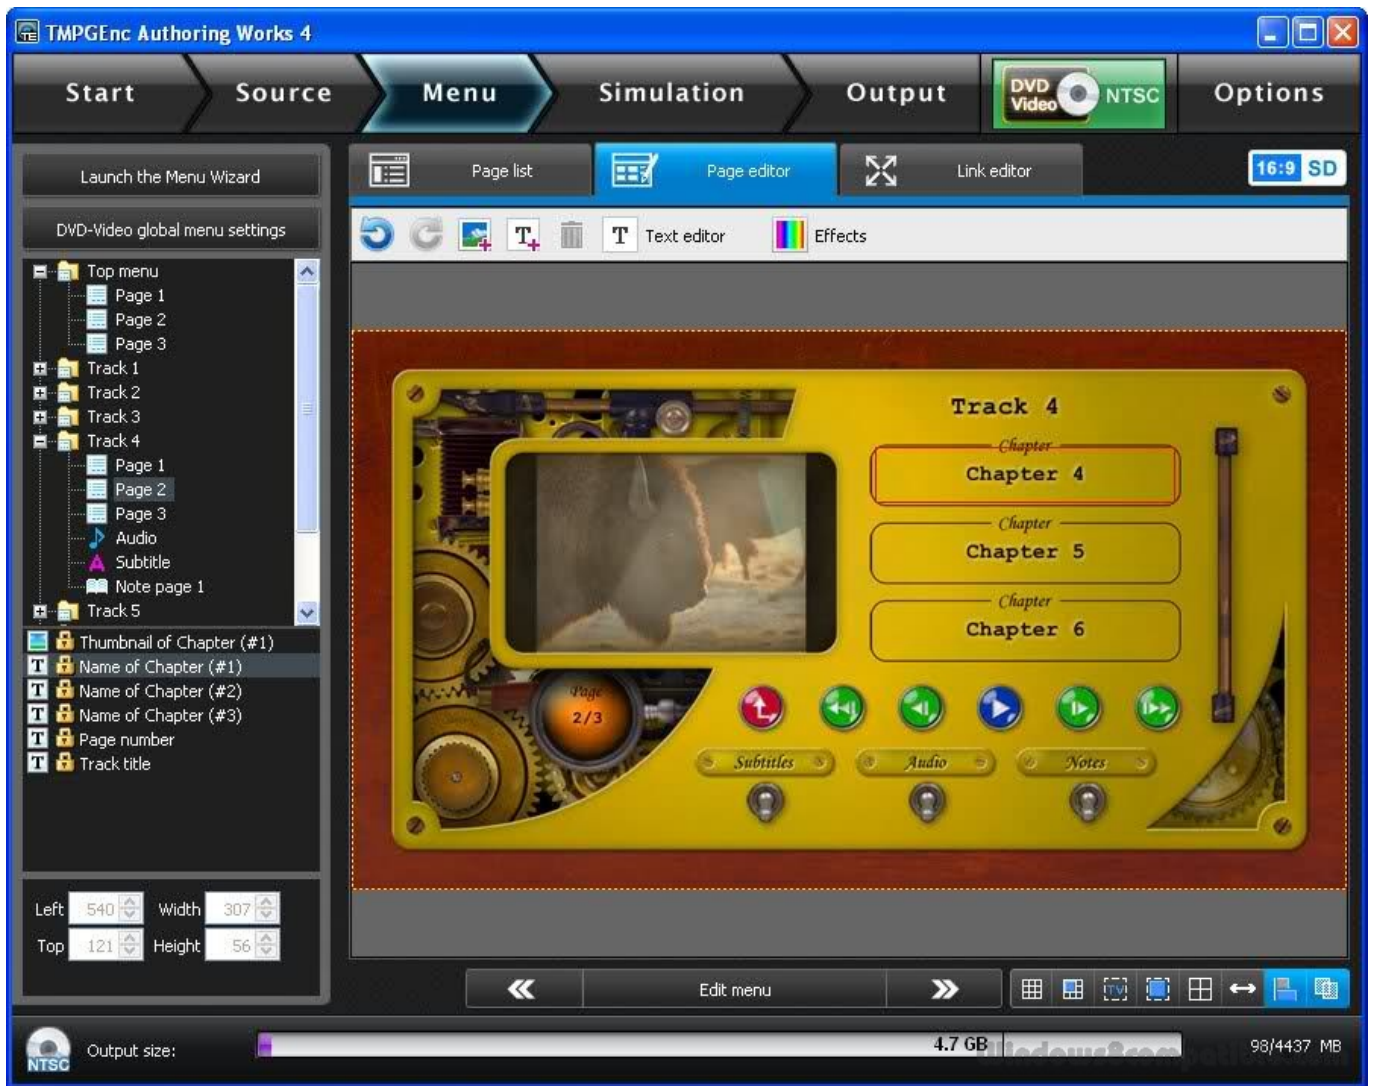 TMPGEnc Authoring Works 4
Start Source Menu Simulation Output DVD Video NTSC Options
Launch the Menu Wizard
DVD-Video global menu settings
Page list Page editor Link editor 16:9 SD
T Text editor Effects
Top menu
Page 1
Page 2
Page 3
Track 1
Track 2
Track 3
Track 4
Page 1
Page 2
Page 3
Audio
Subtitle
Note page 1
Track 5
Thumbnail of Chapter (#1)
T Name of Chapter (#1)
T Name of Chapter (#2)
T Name of Chapter (#3)
T Page number
T Track title
Left 540 Width 307
Top 121 Height 56
Track 4
Chapter
Chapter 4
Chapter
Chapter 5
Chapter
Chapter 6
Page
2/3
Subtitles Audio Notes
Edit menu
TV
NTSC Output size: 4.7 GB 98/4437 MB